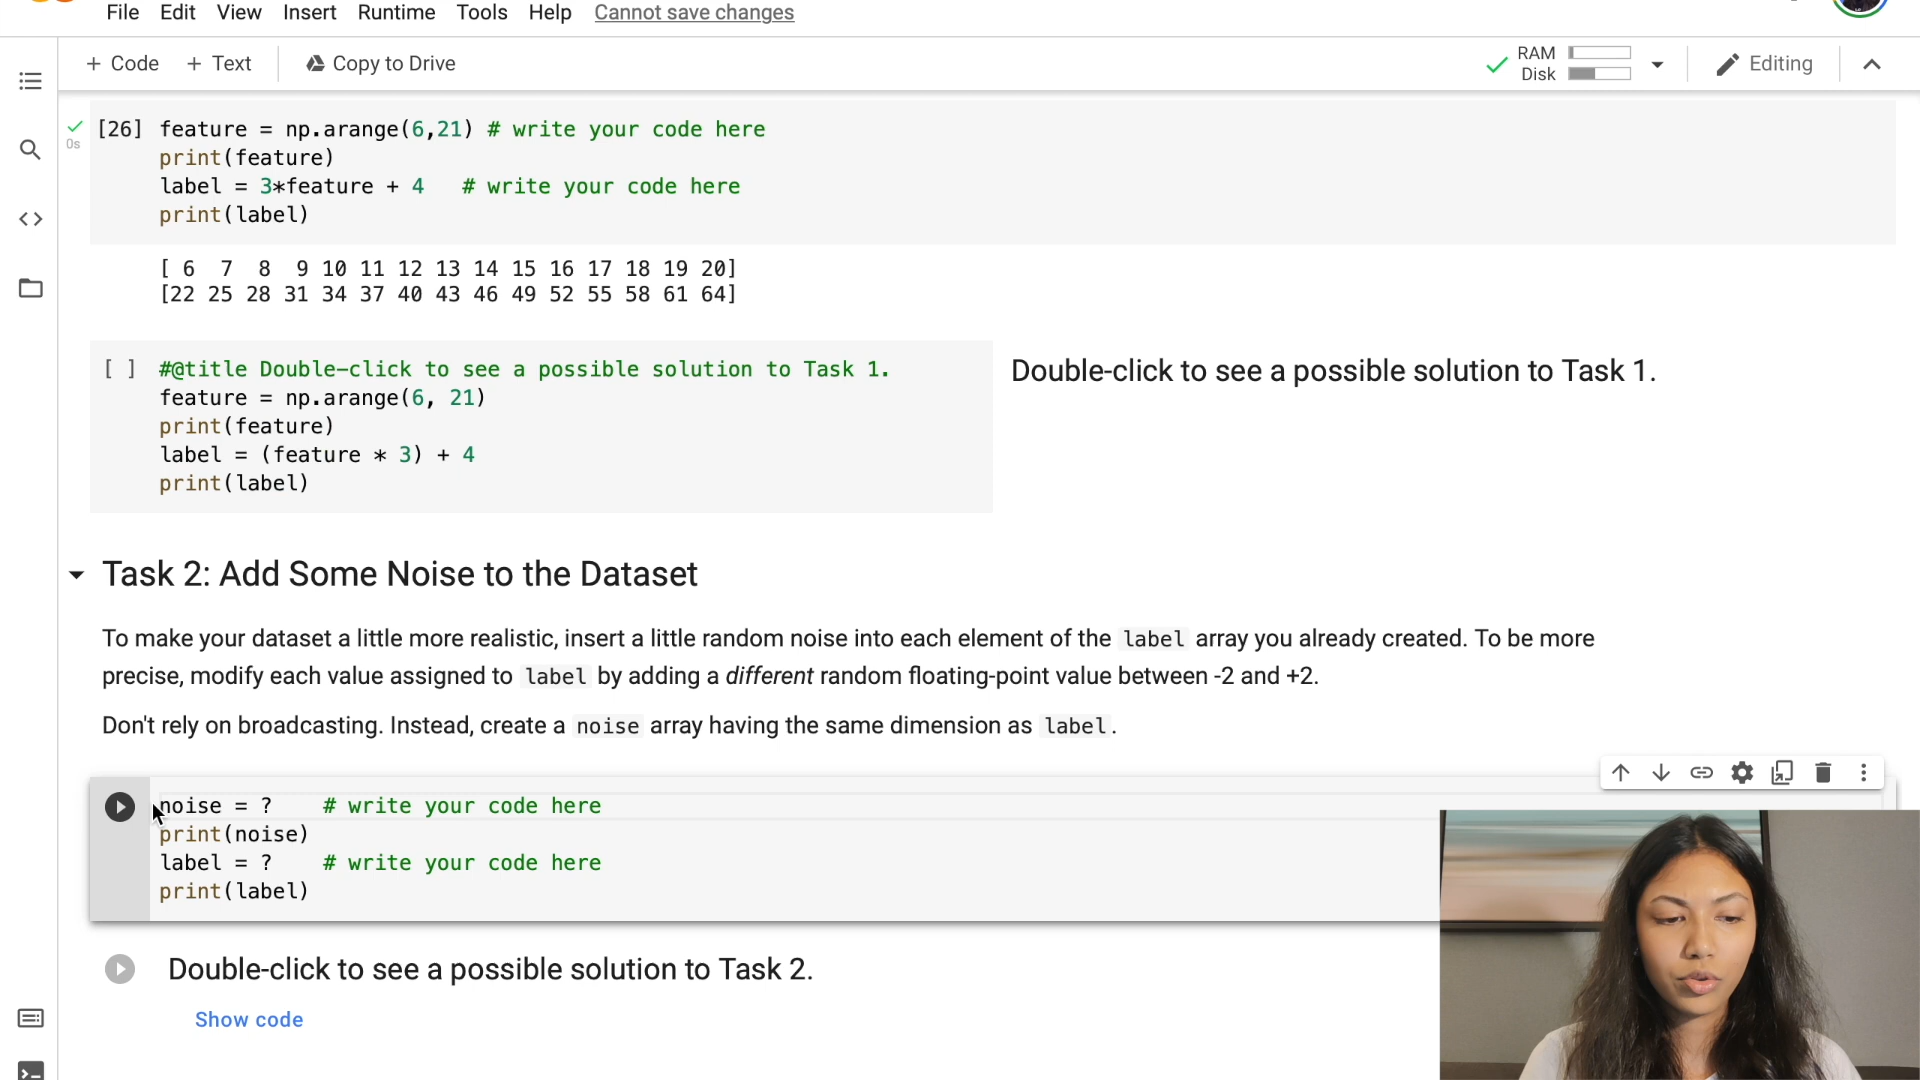 File Edit View Insert Runtime Tools Help Cannot save changes
+ Code + Text Copy to Drive
RAM
Disk
Editing
[26] feature = np.arange(6,21) # write your code here
0s
print(feature)
label = 3*feature + 4 # write your code here
print(label)
[ 6 7 8 9 10 11 12 13 14 15 16 17 18 19 20]
[22 25 28 31 34 37 40 43 46 49 52 55 58 61 64]
[ ] #@title Double-click to see a possible solution to Task 1.
feature = np.arange(6, 21)
print(feature)
label = (feature * 3) + 4
print(label)
Double-click to see a possible solution to Task 1.
Task 2: Add Some Noise to the Dataset
To make your dataset a little more realistic, insert a little random noise into each element of the label array you already created. To be more
precise, modify each value assigned to label by adding a different random floating-point value between -2 and +2.
Don't rely on broadcasting. Instead, create a noise array having the same dimension as label.
noise = ? # write your code here
print(noise)
label = ? # write your code here
print(label)
Double-click to see a possible solution to Task 2.
Show code